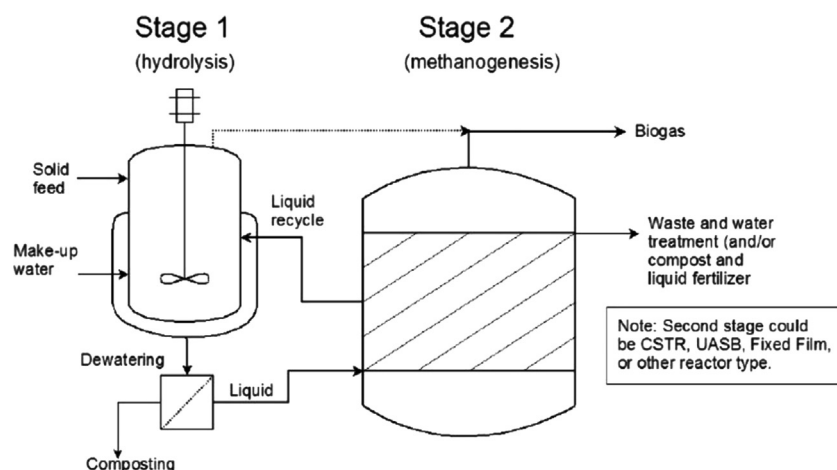 Stage 1
(hydrolysis)
Stage 2
(methanogenesis)
Biogas
Solid
feed
Liquid
recycle
Make-up
water
Waste and water
treatment (and/or
compost and
liquid fertilizer
Note: Second stage could
be CSTR, UASB, Fixed Film,
or other reactor type.
Dewatering
Liquid
Composting